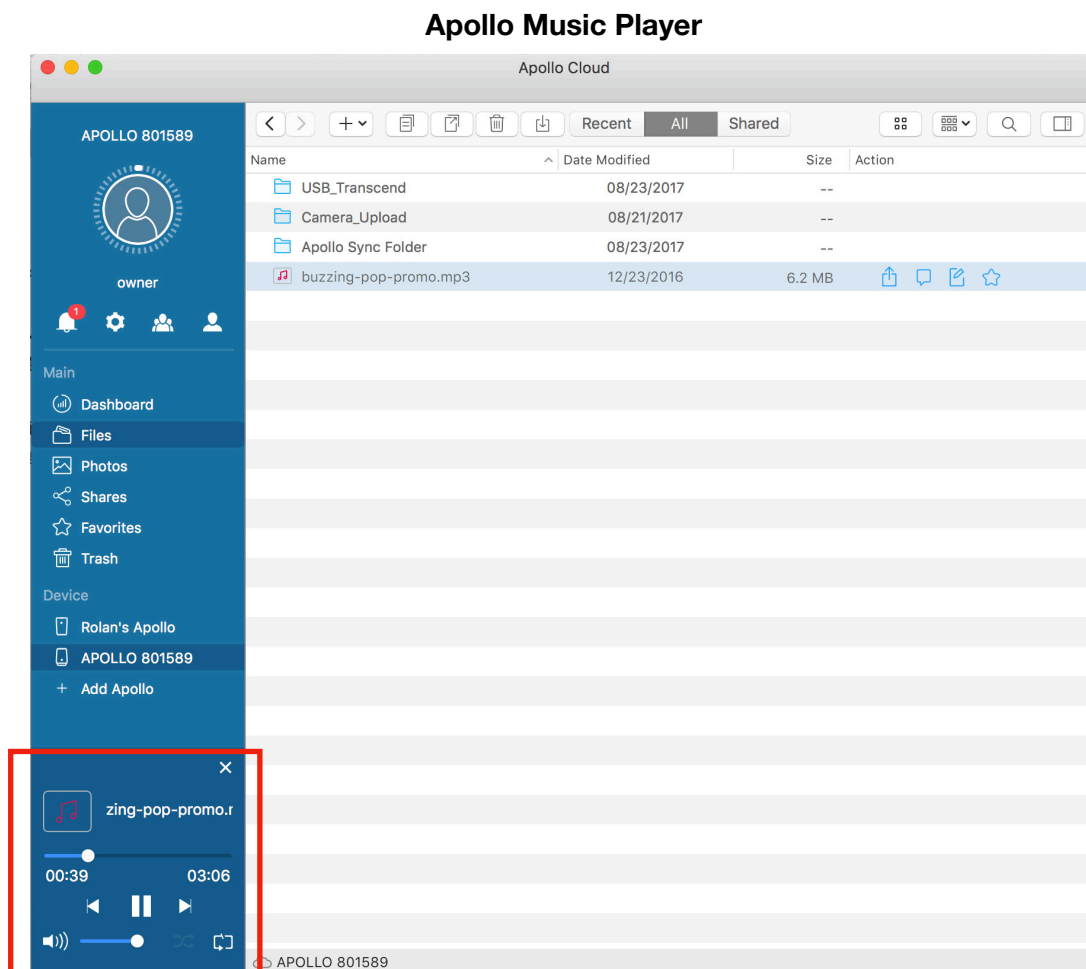 Apollo Music Player
Apollo Cloud
APOLLO 801589
owner
1
Main
Dashboard
Files
Photos
Shares
Favorites
Trash
Device
Rolan's Apollo
APOLLO 801589
+ Add Apollo
zing-pop-promo.r
00:39 03:06
Recent All Shared
Name Date Modified Size Action
USB_Transcend 08/23/2017 --
Camera_Upload 08/21/2017 --
Apollo Sync Folder 08/23/2017 --
buzzing-pop-promo.mp3 12/23/2016 6.2 MB
APOLLO 801589